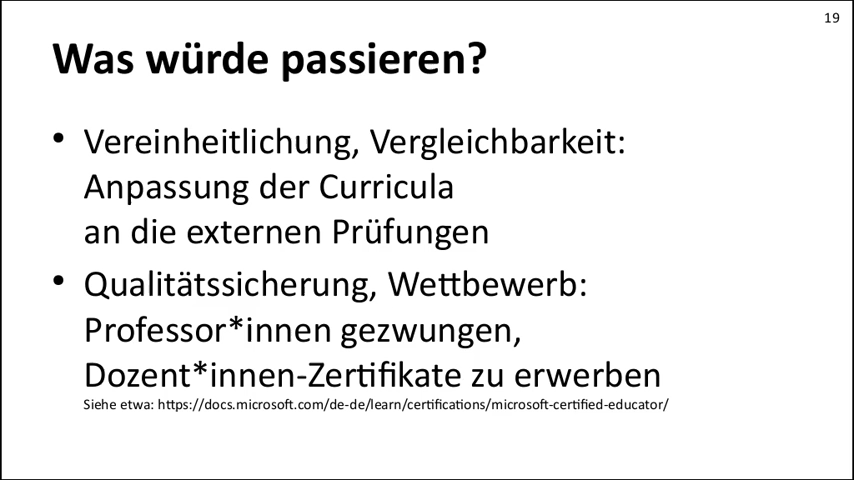 19
Was würde passieren?
• Vereinheitlichung, Vergleichbarkeit:
Anpassung der Curricula
an die externen Prüfungen
• Qualitätssicherung, Wettbewerb:
Professor*innen gezwungen,
Dozent*innen-Zertifikate zu erwerben
Siehe etwa: https://docs.microsoft.com/de-de/learn/certifications/microsoft-certified-educator/